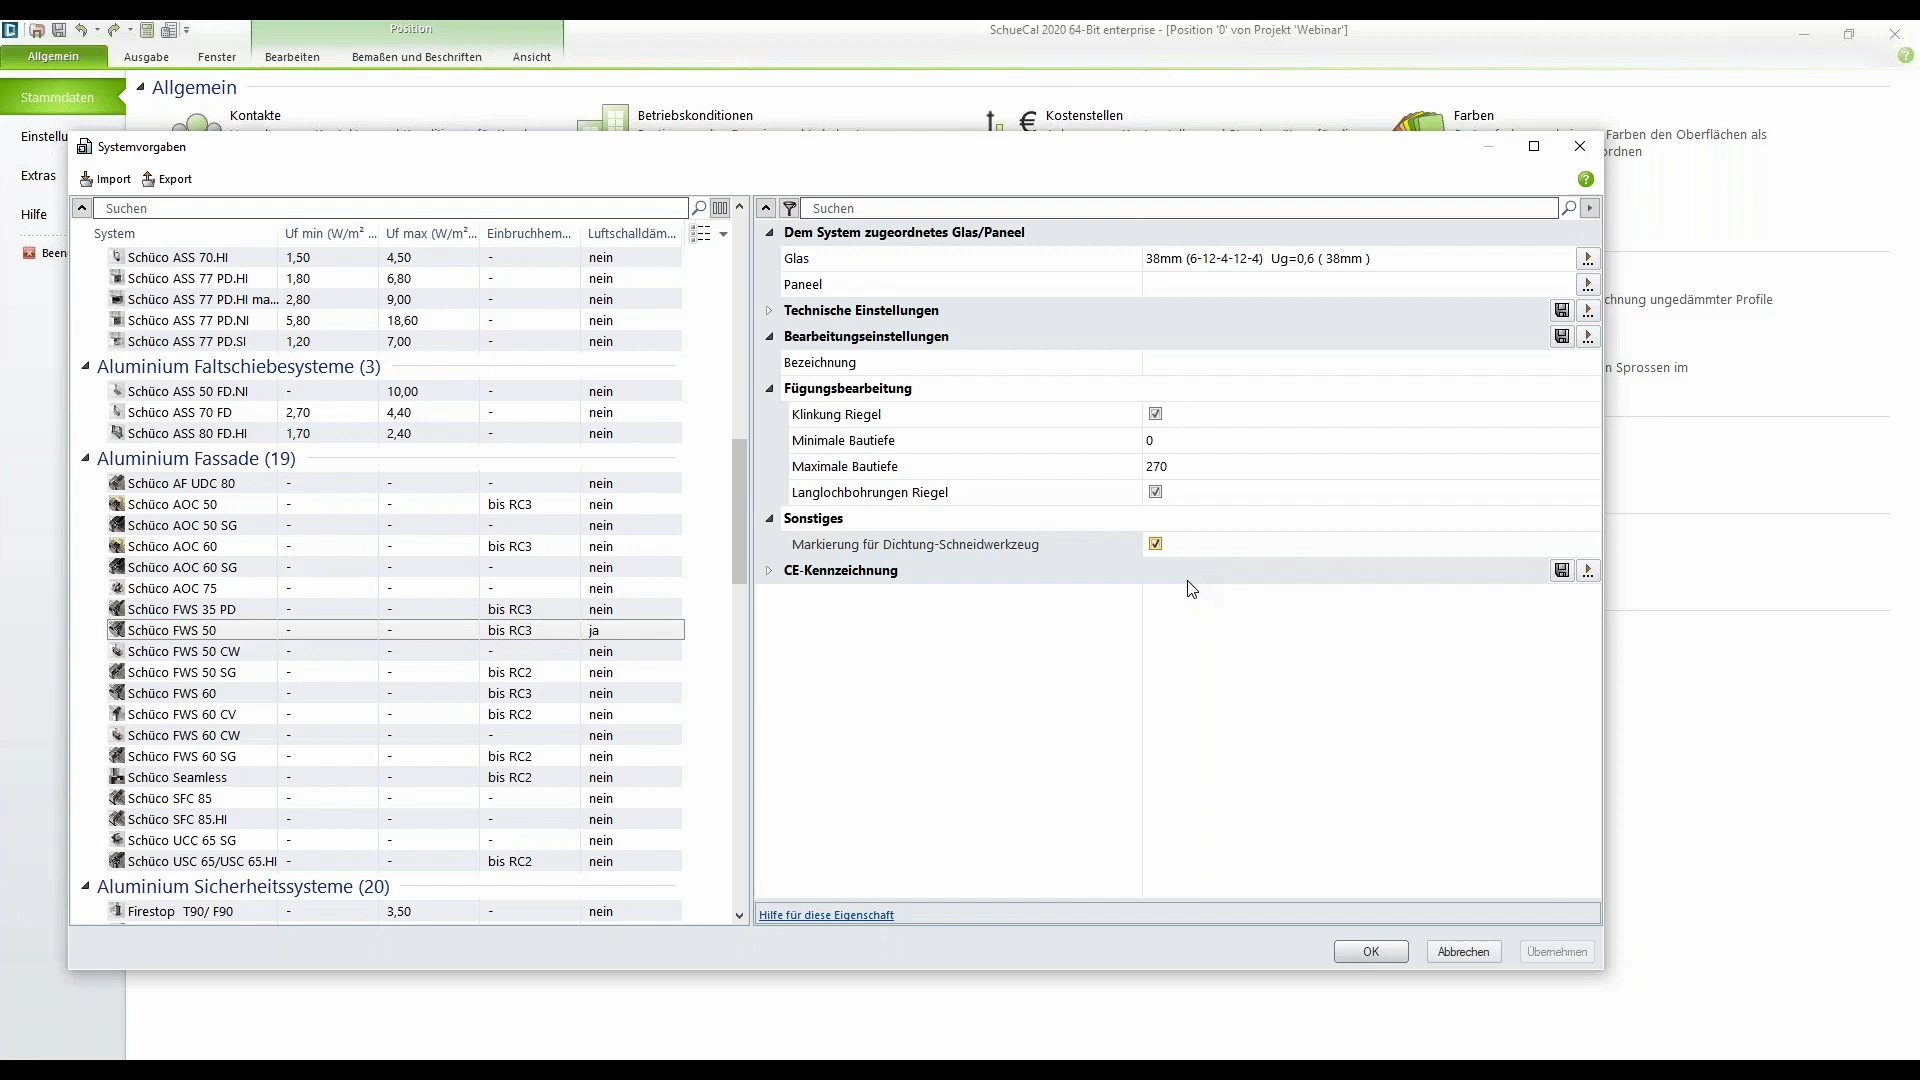 Position
SchueCal 2020 64-Bit enterprise - [Position '0' von Projekt 'Webinar']
Allgemein
Ausgabe
Fenster
Bearbeiten
Bemaßen und Beschriften
Ansicht
Stammdaten
Allgemein
Kontakte
Betriebskonditionen
Kostenstellen
Farben
Einstellu
Farben den Oberflächen als
ordnen
Extras
Hilfe
Been
chnung ungedämmter Profile
n Sprossen im
Systemvorgaben
Import
Export
Suchen
System Uf min (W/m² ... Uf max (W/m²... Einbruchhem... Luftschalldäm...
Schüco ASS 70.HI 1,50 4,50 - nein
Schüco ASS 77 PD.HI 1,80 6,80 - nein
Schüco ASS 77 PD.HI ma... 2,80 9,00 - nein
Schüco ASS 77 PD.NI 5,80 18,60 - nein
Schüco ASS 77 PD.SI 1,20 7,00 - nein
Aluminium Faltschiebesysteme (3)
Schüco ASS 50 FD.NI - 10,00 - nein
Schüco ASS 70 FD 2,70 4,40 - nein
Schüco ASS 80 FD.HI 1,70 2,40 - nein
Aluminium Fassade (19)
Schüco AF UDC 80 - - - nein
Schüco AOC 50 - - bis RC3 nein
Schüco AOC 50 SG - - - nein
Schüco AOC 60 - - bis RC3 nein
Schüco AOC 60 SG - - - nein
Schüco AOC 75 - - - nein
Schüco FWS 35 PD - - bis RC3 nein
Schüco FWS 50 - - bis RC3 ja
Schüco FWS 50 CW - - - nein
Schüco FWS 50 SG - - bis RC2 nein
Schüco FWS 60 - - bis RC3 nein
Schüco FWS 60 CV - - bis RC2 nein
Schüco FWS 60 CW - - - nein
Schüco FWS 60 SG - - bis RC2 nein
Schüco Seamless - - bis RC2 nein
Schüco SFC 85 - - - nein
Schüco SFC 85.HI - - - nein
Schüco UCC 65 SG - - - nein
Schüco USC 65/USC 65.HI - - bis RC2 nein
Aluminium Sicherheitssysteme (20)
Firestop T90/ F90 - 3,50 - nein
Suchen
Dem System zugeordnetes Glas/Paneel
Glas 38mm (6-12-4-12-4) Ug=0,6 ( 38mm )
Paneel
Technische Einstellungen
Bearbeitungseinstellungen
Bezeichnung
Fügungsbearbeitung
Klinkung Riegel
Minimale Bautiefe 0
Maximale Bautiefe 270
Langlochbohrungen Riegel
Sonstiges
Markierung für Dichtung-Schneidwerkzeug
CE-Kennzeichnung
Hilfe für diese Eigenschaft
OK
Abbrechen
Übernehmen